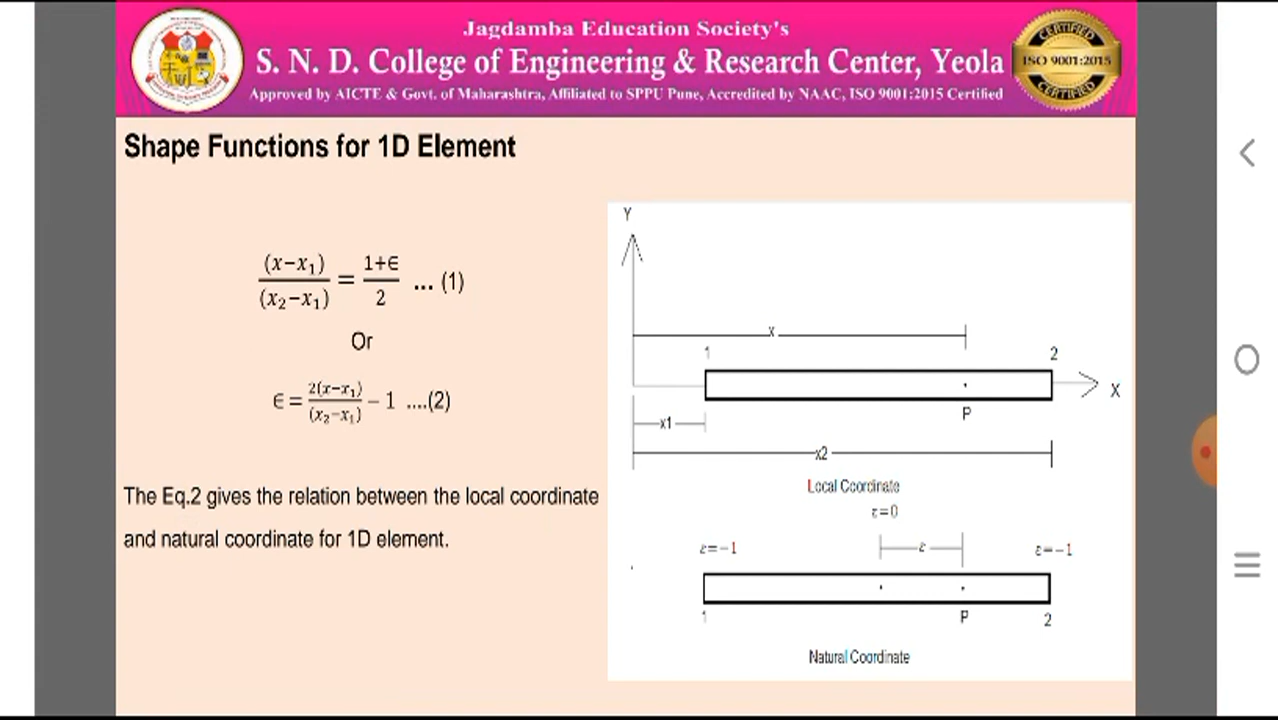 Jagdamba Education Society's
S. N. D. College of Engineering & Research Center, Yeola
Approved by AICTE & Govt. of Maharashtra, Affiliated to SPPU Pune, Accredited by NAAC, ISO 9001:2015 Certified
CERTIFIED
ISO 9001:2015
CERTIFIED
Shape Functions for 1D Element
(x−x₁)/(x₂−x₁) = (1+∈)/2 ... (1)
Or
∈ = 2(x−x₁)/(x₂−x₁) − 1 ....(2)
The Eq.2 gives the relation between the local coordinate
and natural coordinate for 1D element.
Y
x
1
2
X
P
x1
x2
Local Coordinate
ε=0
ε=−1
ε
ε=−1
1
P
2
Natural Coordinate